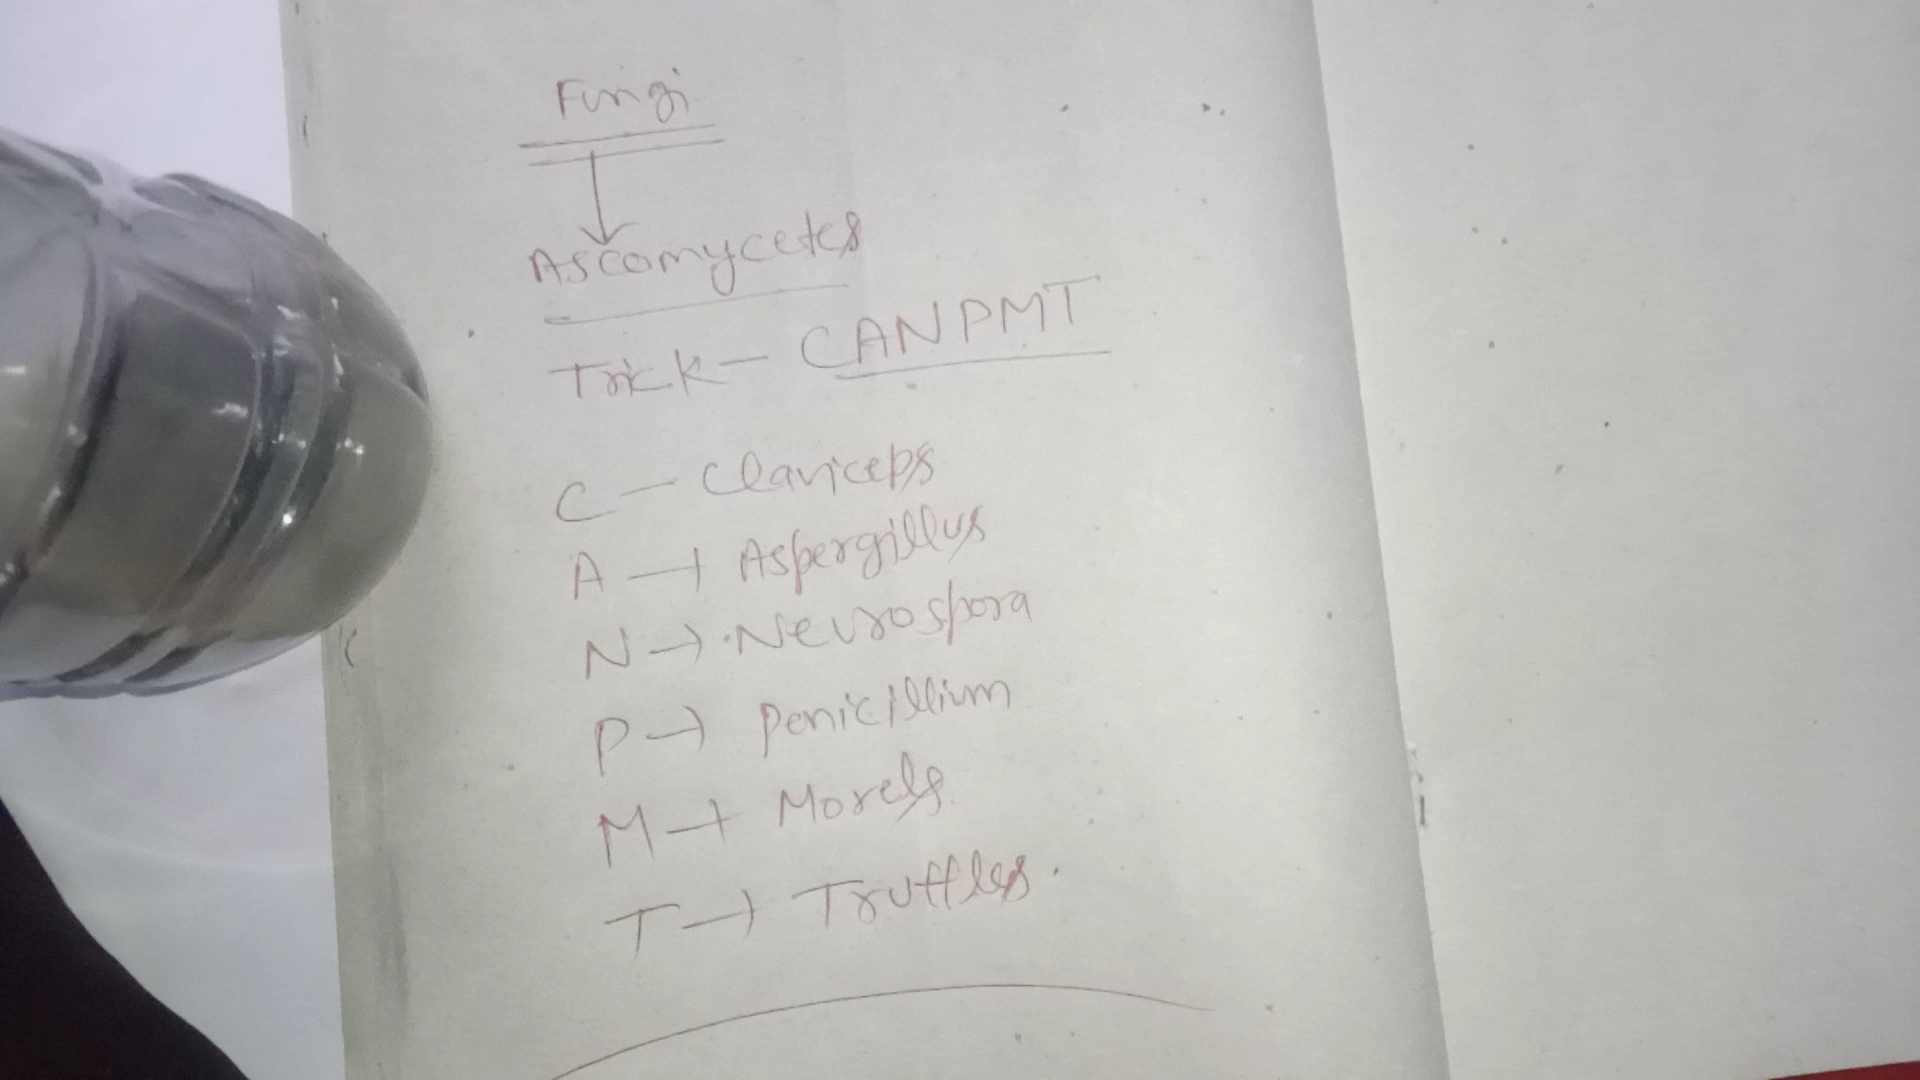 Fungi
Ascomycetes
Trick - CANPMT
C - Claviceps
A → Aspergillus
N → Neurospora
P → Penicillium
M → Morels
T → Truffles.